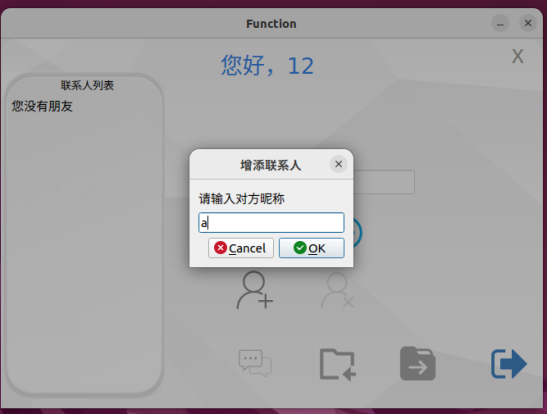 Function
您好，12
X
联系人列表
您没有朋友
增添联系人
请输入对方昵称
a
Cancel
OK